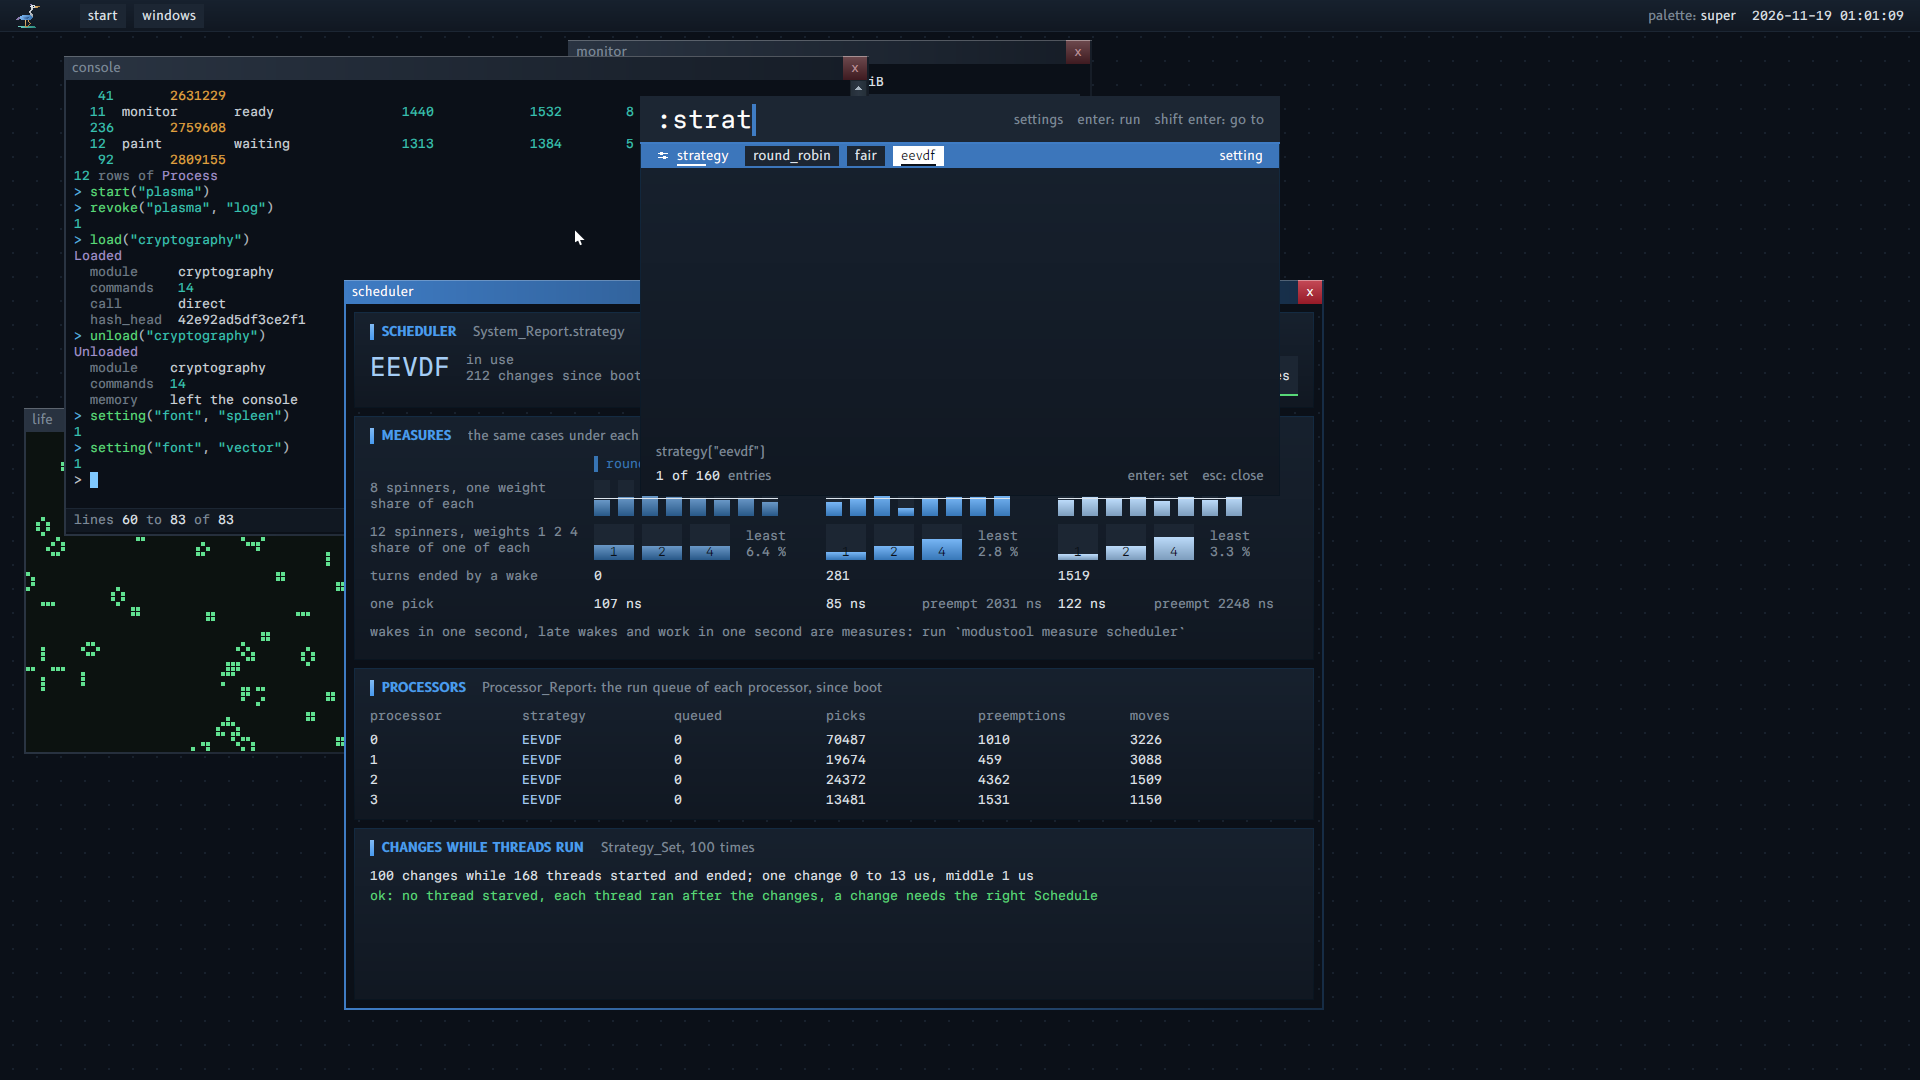 start windows palette: super 2026-11-19 01:01:09
monitor x
iB
console x
41 2631229
11 monitor ready 1440 1532 8
236 2759608
12 paint waiting 1313 1384 5
92 2809155
12 rows of Process
> start("plasma")
> revoke("plasma", "log")
1
> load("cryptography")
Loaded
module cryptography
commands 14
call direct
hash_head 42e92ad5df3ce2f1
> unload("cryptography")
Unloaded
module cryptography
commands 14
memory left the console
> setting("font", "spleen")
1
> setting("font", "vector")
1
>
lines 60 to 83 of 83
life
:strat settings enter: run shift enter: go to
strategy round_robin fair eevdf setting
strategy["eevdf"]
1 of 160 entries enter: set esc: close
scheduler x
SCHEDULER System_Report.strategy
EEVDF in use
212 changes since boot
MEASURES the same cases under each
8 spinners, one weight
share of each
12 spinners, weights 1 2 4
share of one of each
1 2 4 least 6.4 % 1 2 4 least 2.8 % 1 2 4 least 3.3 %
turns ended by a wake 0 281 1519
one pick 107 ns 85 ns preempt 2031 ns 122 ns preempt 2248 ns
wakes in one second, late wakes and work in one second are measures: run `modustool measure scheduler`
PROCESSORS Processor_Report: the run queue of each processor, since boot
processor strategy queued picks preemptions moves
0 EEVDF 0 70487 1010 3226
1 EEVDF 0 19674 459 3088
2 EEVDF 0 24372 4362 1509
3 EEVDF 0 13481 1531 1150
CHANGES WHILE THREADS RUN Strategy_Set, 100 times
100 changes while 168 threads started and ended; one change 0 to 13 us, middle 1 us
ok: no thread starved, each thread ran after the changes, a change needs the right Schedule